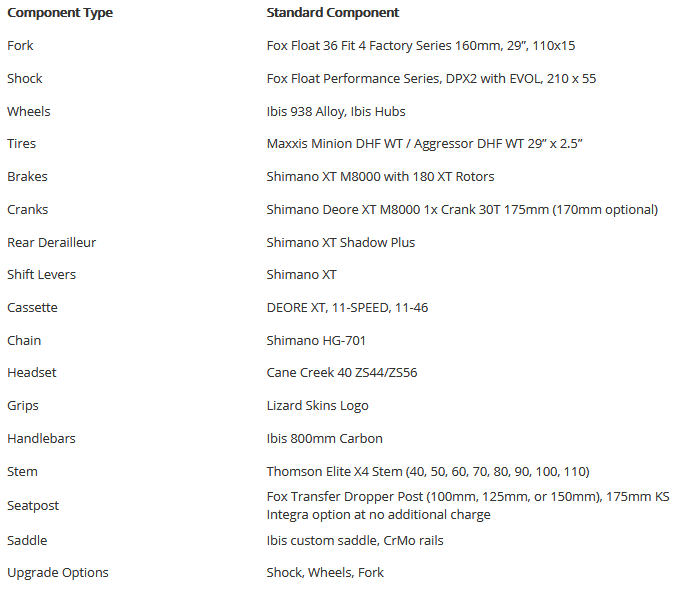 Component Type Standard Component
Fork Fox Float 36 Fit 4 Factory Series 160mm, 29”, 110x15
Shock Fox Float Performance Series, DPX2 with EVOL, 210 x 55
Wheels Ibis 938 Alloy, Ibis Hubs
Tires Maxxis Minion DHF WT / Aggressor DHF WT 29” x 2.5”
Brakes Shimano XT M8000 with 180 XT Rotors
Cranks Shimano Deore XT M8000 1x Crank 30T 175mm (170mm optional)
Rear Derailleur Shimano XT Shadow Plus
Shift Levers Shimano XT
Cassette DEORE XT, 11-SPEED, 11-46
Chain Shimano HG-701
Headset Cane Creek 40 ZS44/ZS56
Grips Lizard Skins Logo
Handlebars Ibis 800mm Carbon
Stem Thomson Elite X4 Stem (40, 50, 60, 70, 80, 90, 100, 110)
Seatpost Fox Transfer Dropper Post (100mm, 125mm, or 150mm), 175mm KS
Integra option at no additional charge
Saddle Ibis custom saddle, CrMo rails
Upgrade Options Shock, Wheels, Fork